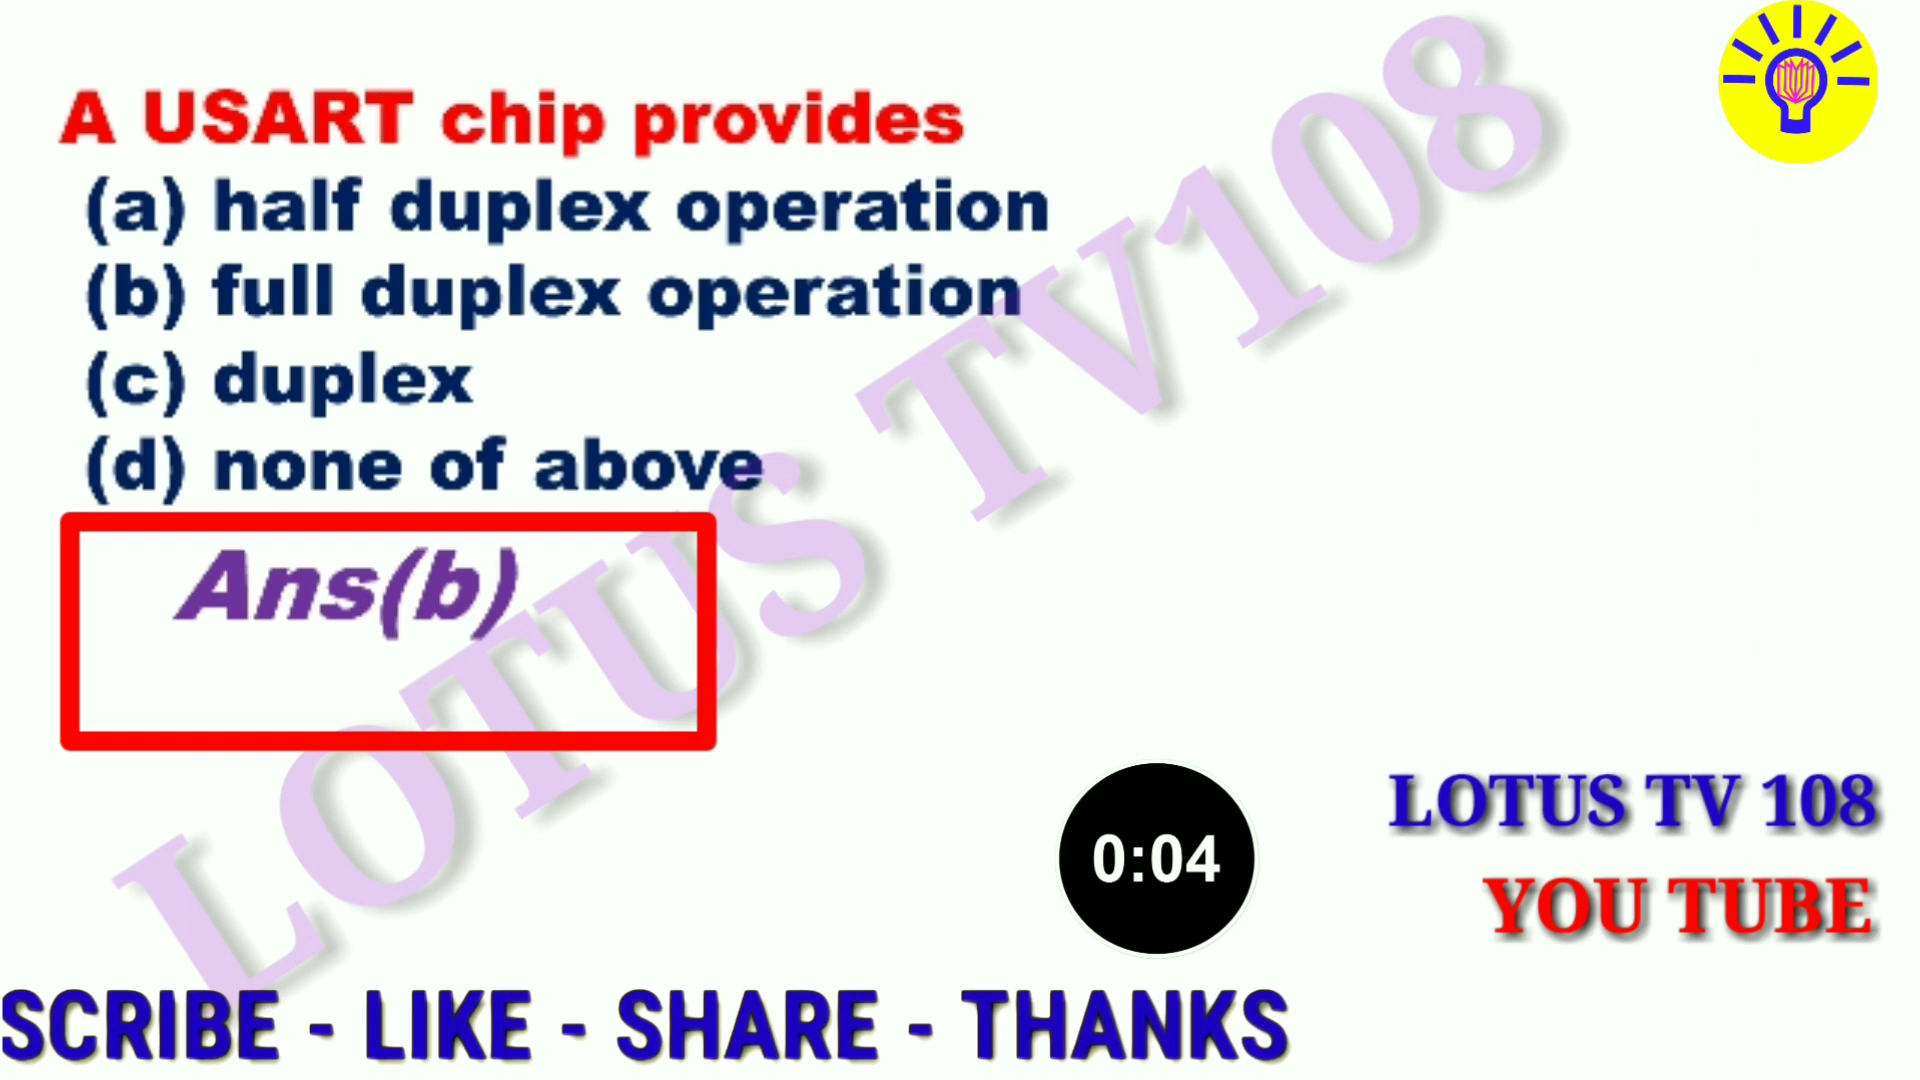 A USART chip provides
(a) half duplex operation
(b) full duplex operation
(c) duplex
(d) none of above
Ans(b)
LOTUS TV108
0:04
LOTUS TV 108
YOU TUBE
SCRIBE - LIKE - SHARE - THANKS